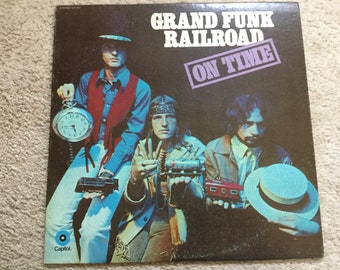 GRAND FUNK
RAILROAD
ON TIME
Capitol